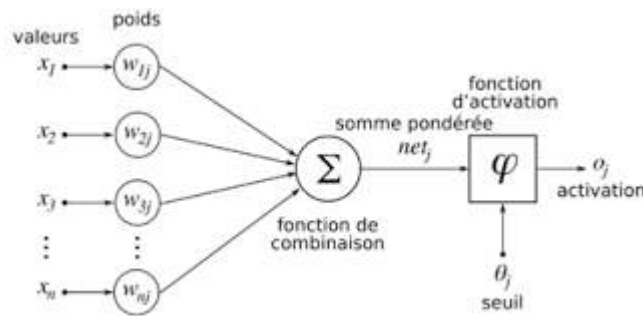 poids
valeurs
x1
w1j
x2
w2j
x3
w3j
⋮
⋮
xn
wnj
Σ
fonction de
combinaison
somme pondérée
netj
fonction
d'activation
φ
oj
activation
θj
seuil